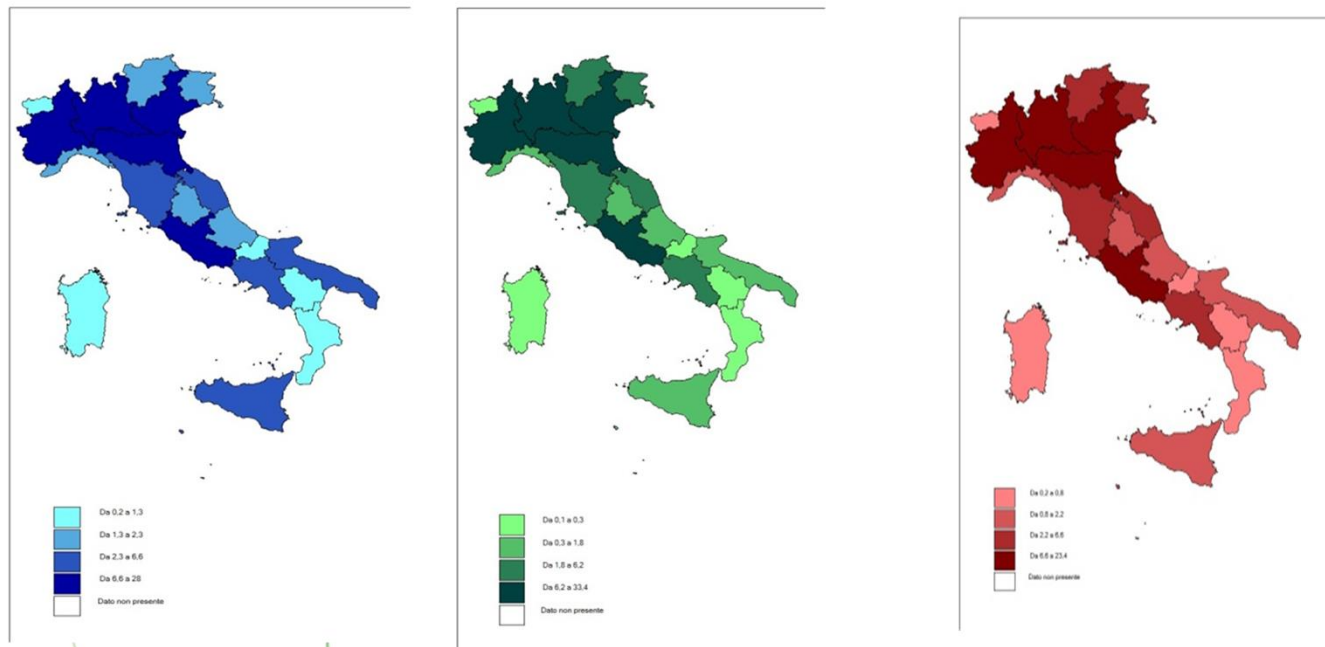 Da 0,2 a 1,3
Da 1,3 a 2,3
Da 2,3 a 6,6
Da 6,6 a 28
Dato non presente
Da 0,1 a 0,3
Da 0,3 a 1,8
Da 1,8 a 6,2
Da 6,2 a 33,4
Dato non presente
Da 0,2 a 0,8
Da 0,8 a 2,2
Da 2,2 a 6,6
Da 6,6 a 23,4
Dato non presente